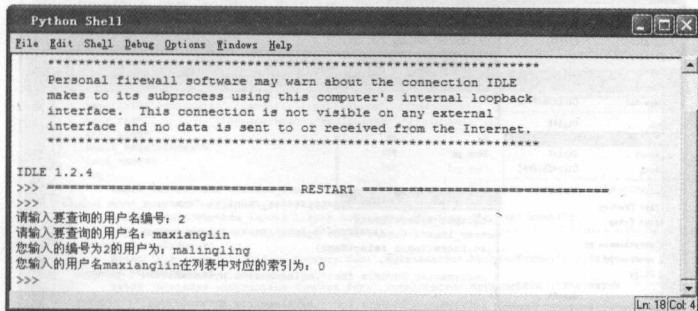 Python Shell
File Edit Shell Debug Options Windows Help
****************************************************************
Personal firewall software may warn about the connection IDLE
makes to its subprocess using this computer's internal loopback
interface. This connection is not visible on any external
interface and no data is sent to or received from the Internet.
****************************************************************
IDLE 1.2.4
>>> ================================ RESTART ================================
>>>
请输入要查询的用户名编号：2
请输入要查询的用户名：maxianglin
您输入的编号为2的用户为：malingling
您输入的用户名maxianglin在列表中对应的索引为：0
>>>
Ln: 18 Col: 4